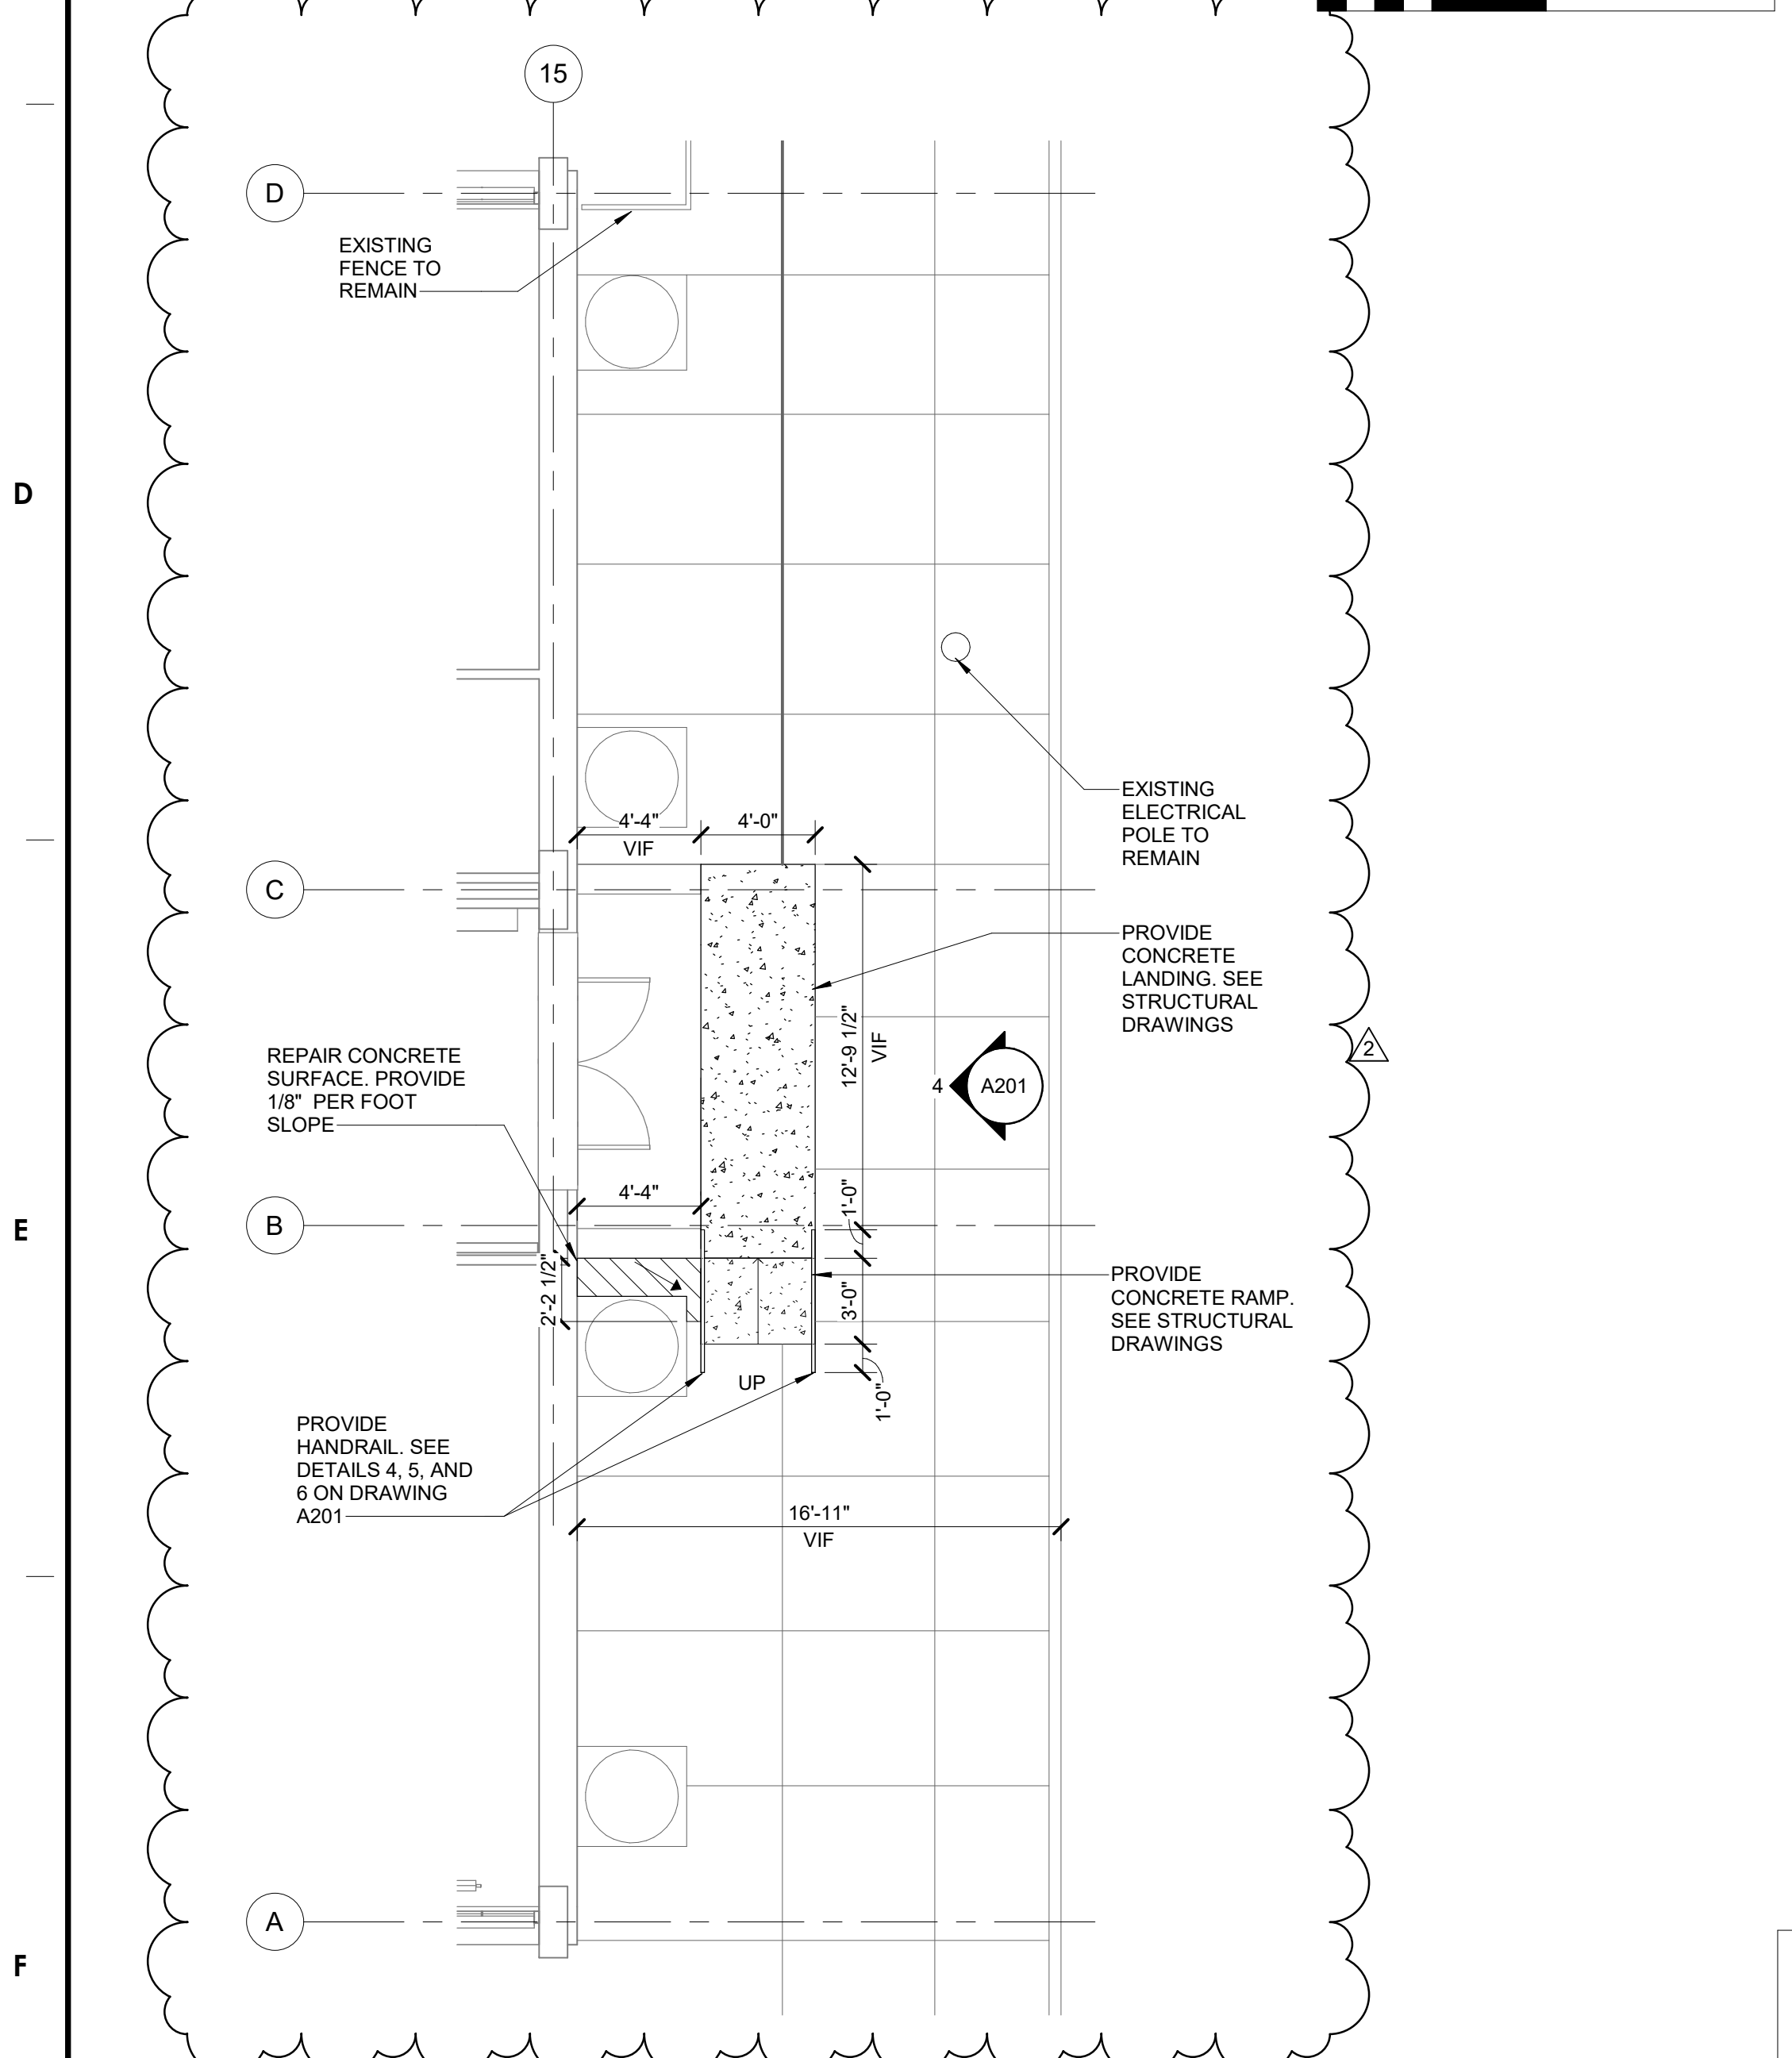 15
D
EXISTING
FENCE TO
REMAIN
D
EXISTING
ELECTRICAL
POLE TO
REMAIN
4'-4"
VIF
4'-0"
C
PROVIDE
CONCRETE
LANDING. SEE
STRUCTURAL
DRAWINGS
12'-9 1/2"
VIF
2
REPAIR CONCRETE
SURFACE. PROVIDE
1/8"  PER FOOT
SLOPE
4
A201
4'-4"
1'-0"
B
E
2'-2 1/2"
3'-0"
PROVIDE
CONCRETE RAMP.
SEE STRUCTURAL
DRAWINGS
UP
1'-0"
PROVIDE
HANDRAIL. SEE
DETAILS 4, 5, AND
6 ON DRAWING
A201
16'-11"
VIF
A
F